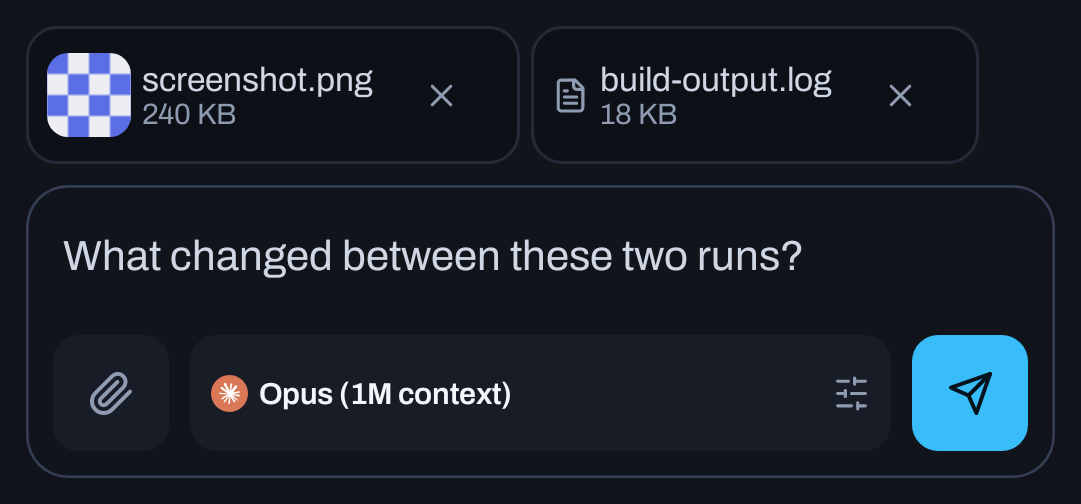 screenshot.png
240 KB
build-output.log
18 KB
What changed between these two runs?
Opus (1M context)